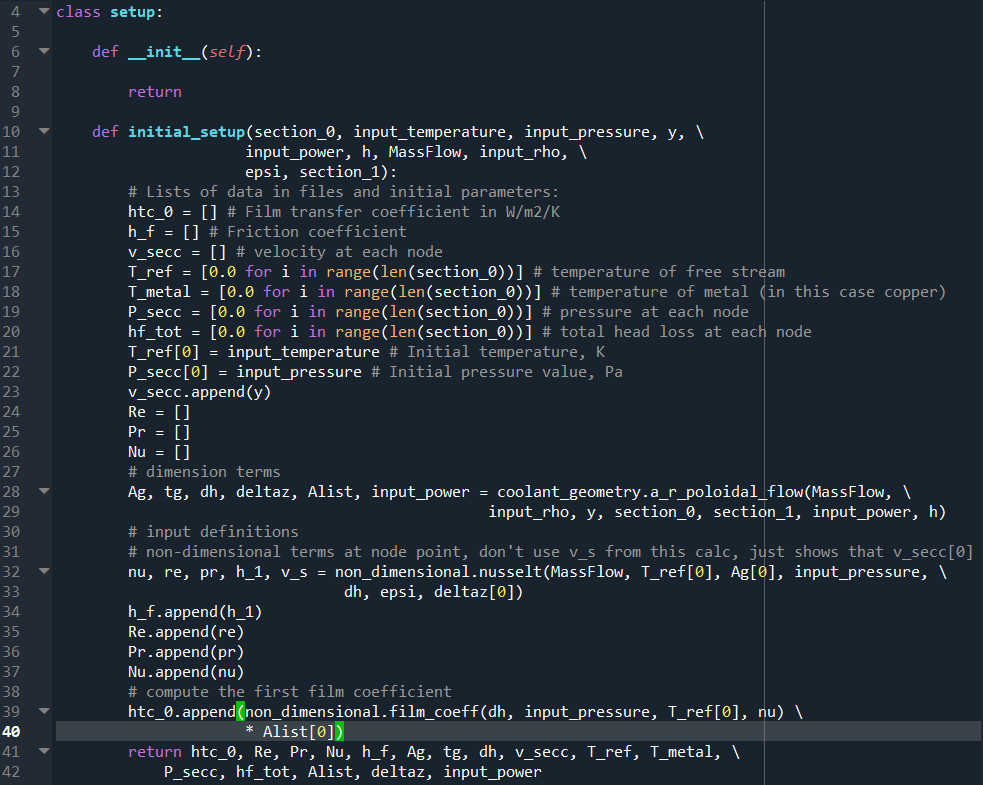 4 class setup:
5
6 def __init__(self):
7
8 return
9
10 def initial_setup(section_0, input_temperature, input_pressure, y, \
11 input_power, h, MassFlow, input_rho, \
12 epsi, section_1):
13 # Lists of data in files and initial parameters:
14 htc_0 = [] # Film transfer coefficient in W/m2/K
15 h_f = [] # Friction coefficient
16 v_secc = [] # velocity at each node
17 T_ref = [0.0 for i in range(len(section_0))] # temperature of free stream
18 T_metal = [0.0 for i in range(len(section_0))] # temperature of metal (in this case copper)
19 P_secc = [0.0 for i in range(len(section_0))] # pressure at each node
20 hf_tot = [0.0 for i in range(len(section_0))] # total head loss at each node
21 T_ref[0] = input_temperature # Initial temperature, K
22 P_secc[0] = input_pressure # Initial pressure value, Pa
23 v_secc.append(y)
24 Re = []
25 Pr = []
26 Nu = []
27 # dimension terms
28 Ag, tg, dh, deltaz, Alist, input_power = coolant_geometry.a_r_poloidal_flow(MassFlow, \
29 input_rho, y, section_0, section_1, input_power, h)
30 # input definitions
31 # non-dimensional terms at node point, don't use v_s from this calc, just shows that v_secc[0]
32 nu, re, pr, h_1, v_s = non_dimensional.nusselt(MassFlow, T_ref[0], Ag[0], input_pressure, \
33 dh, epsi, deltaz[0])
34 h_f.append(h_1)
35 Re.append(re)
36 Pr.append(pr)
37 Nu.append(nu)
38 # compute the first film coefficient
39 htc_0.append(non_dimensional.film_coeff(dh, input_pressure, T_ref[0], nu) \
40 * Alist[0])
41 return htc_0, Re, Pr, Nu, h_f, Ag, tg, dh, v_secc, T_ref, T_metal, \
42 P_secc, hf_tot, Alist, deltaz, input_power